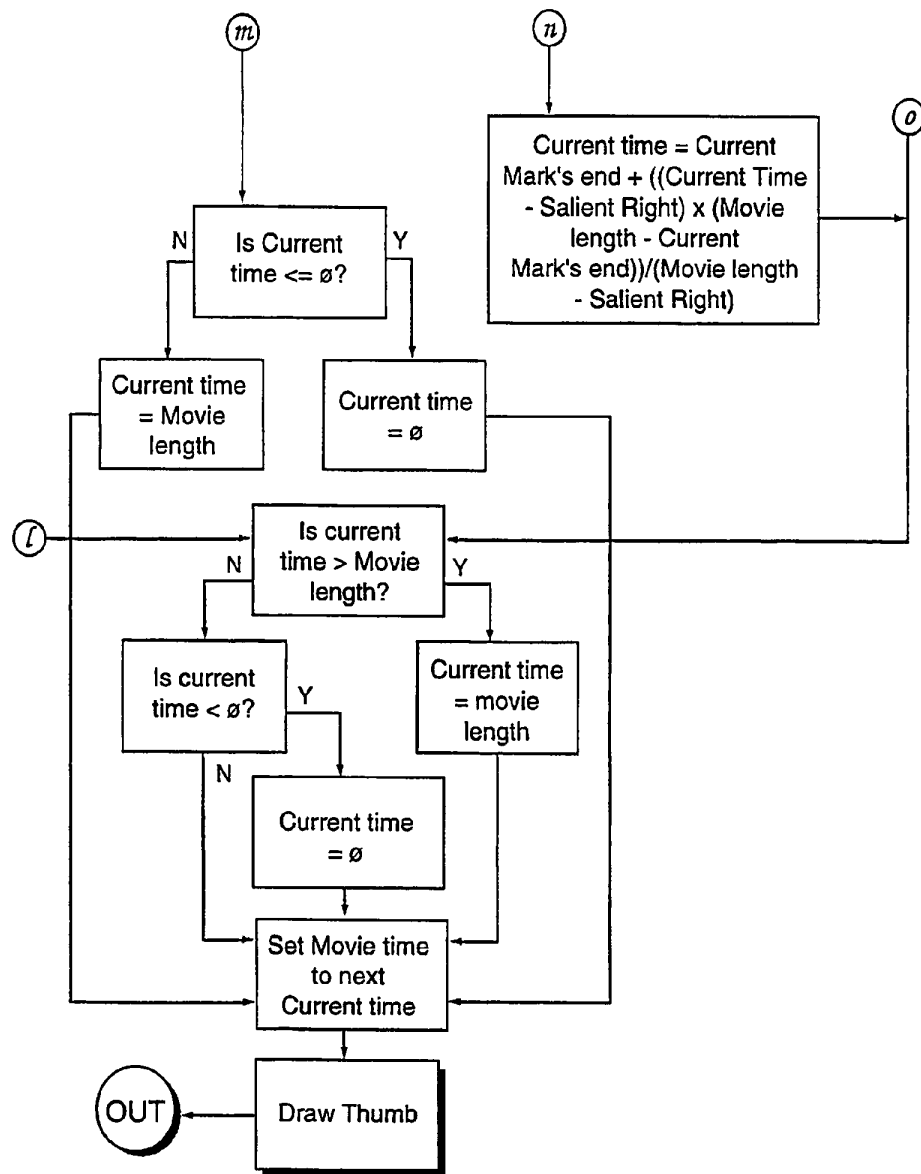 m
n
o
Current time = Current
Mark's end + ((Current Time
- Salient Right) x (Movie
length - Current
Mark's end))/(Movie length
- Salient Right)
N
Is Current
time <= ø?
Y
Current time
= Movie
length
Current time
= ø
l
Is current
time > Movie
length?
N
Y
Is current
time < ø?
Y
N
Current time
= movie
length
Current time
= ø
Set Movie time
to next
Current time
OUT
Draw Thumb